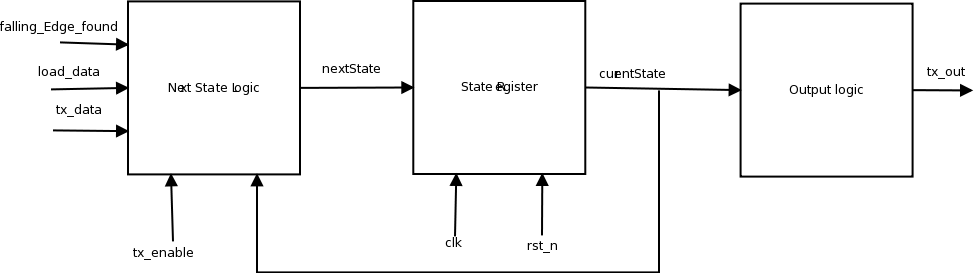 falling_Edge_found
load_data
tx_data
Next State Logic
nextState
State Register
currentState
Output logic
tx_out
tx_enable
clk
rst_n